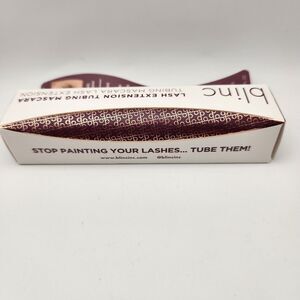 blinc
LASH EXTENSION TUBING MASCARA
TUBING MASCARA LASH EXTENSION
STOP PAINTING YOUR LASHES... TUBE THEM!
www.blincinc.com @blincinc